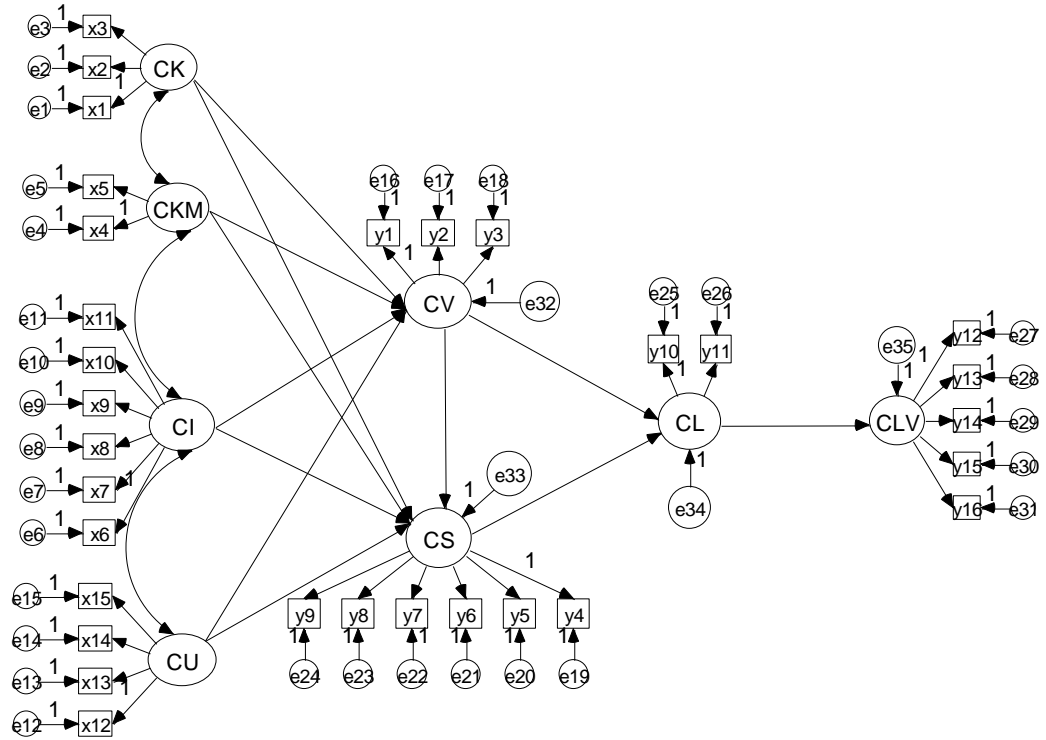 e3 1 x3
e2 1 x2 CK
e1 1 x1 1
e5 1 x5
e4 1 x4 1 CKM
e16 e17 e18
1 1 1
y1 y2 y3
1
CV 1 e32
e11 1 x11
e10 1 x10
e9 1 x9
e8 1 x8 CI
e7 1 x7 1
e6 1 x6
e25 e26
1 1
y10 y11
1
CL
1
e34
e35
1
CLV
1
y12 1 e27
y13 1 e28
y14 1 e29
y15 1 e30
y16 1 e31
e33
1
CS
1
y9 y8 y7 y6 y5 y4
1 1 1 1 1 1
e24 e23 e22 e21 e20 e19
e15 1 x15
e14 1 x14
e13 1 x13 1 CU
e12 1 x12